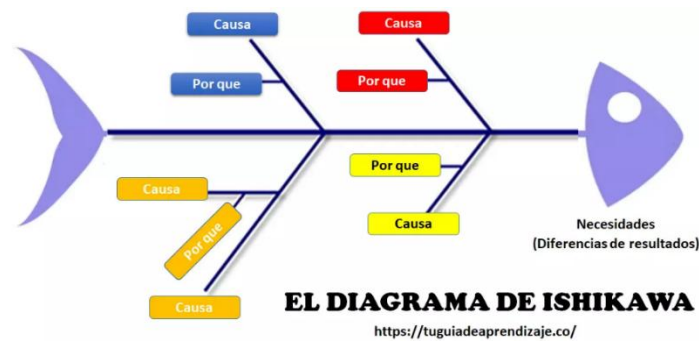 Causa
Causa
Por que
Por que
Por que
Causa
Por que
Causa
Causa
Necesidades
(Diferencias de resultados)
EL DIAGRAMA DE ISHIKAWA
https://tuguiadeaprendizaje.co/